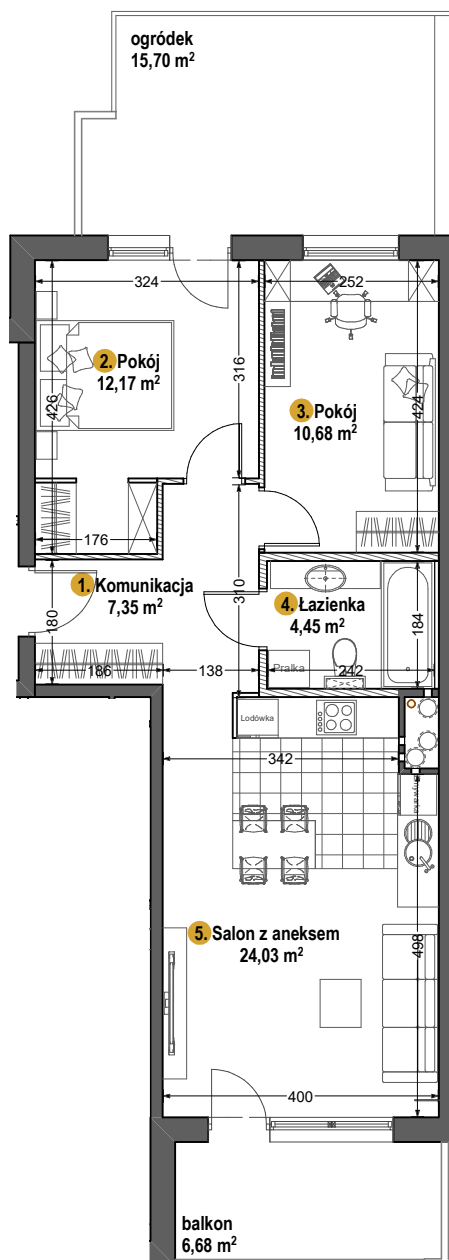 ogródek
15,70 m²
324
252
2. Pokój
12,17 m²
316
426
3. Pokój
10,68 m²
424
176
1. Komunikacja
7,35 m²
310
180
4. Łazienka
4,45 m²
184
186
138
Pralka
242
Lodówka
342
Zmywarka
5. Salon z aneksem
24,03 m²
498
400
balkon
6,68 m²